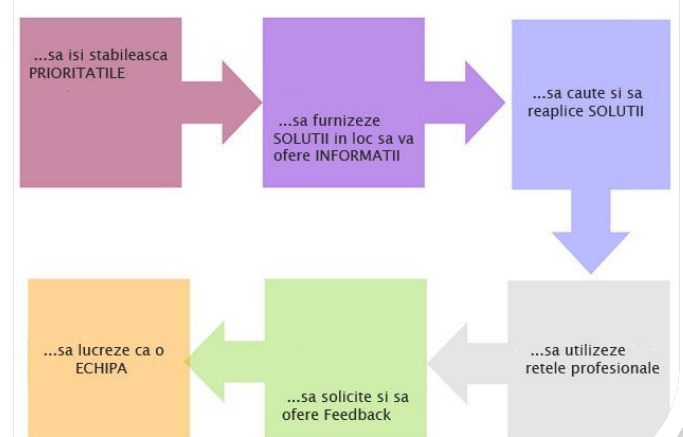 ...sa isi stabileasca
PRIORITATILE
...sa furnizeze
SOLUTII in loc sa va
ofere INFORMATII
...sa caute si sa
reaplice SOLUTII
...sa utilizeze
retele profesionale
...sa solicite si sa
ofere Feedback
...sa lucreze ca o
ECHIPA